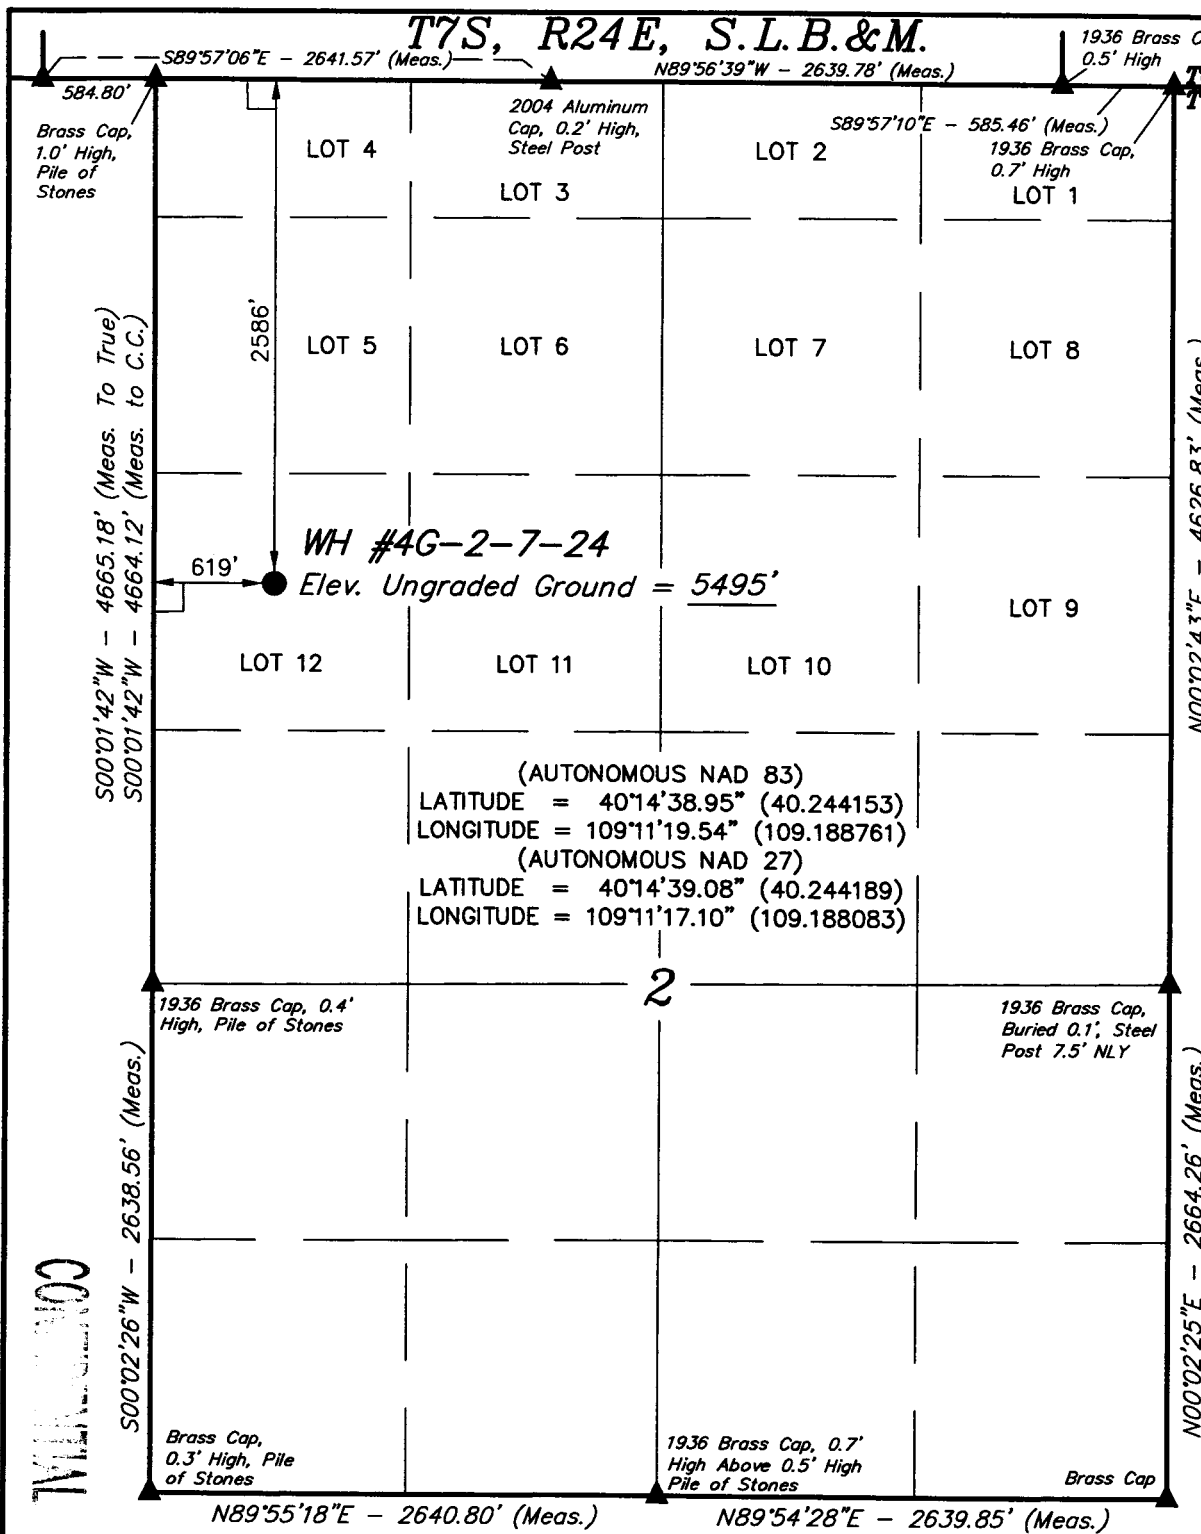 T7S, R24E, S.L.B.&M.
S89°57'06"E - 2641.57' (Meas.)
N89°56'39"W - 2639.78' (Meas.)
1936 Brass
0.5' High
584.80'
Brass Cap,
1.0' High,
Pile of
Stones
2004 Aluminum
Cap, 0.2' High,
Steel Post
S89°57'10"E - 585.46' (Meas.)
1936 Brass Cap,
0.7' High
LOT 4
LOT 3
LOT 2
LOT 1
2586'
LOT 5
LOT 6
LOT 7
LOT 8
S00°01'42"W - 4665.18' (Meas. To True)
S00°01'42"W - 4664.12' (Meas. to C.C.)
N00°02'43"E - 4626.83' (Meas.)
WH #4G-2-7-24
619'
Elev. Ungraded Ground = 5495'
LOT 9
LOT 12
LOT 11
LOT 10
(AUTONOMOUS NAD 83)
LATITUDE = 40°14'38.95" (40.244153)
LONGITUDE = 109°11'19.54" (109.188761)
(AUTONOMOUS NAD 27)
LATITUDE = 40°14'39.08" (40.244189)
LONGITUDE = 109°11'17.10" (109.188083)
2
1936 Brass Cap, 0.4'
High, Pile of Stones
1936 Brass Cap,
Buried 0.1', Steel
Post 7.5' NLY
S00°02'26"W - 2638.56' (Meas.)
N00°02'25"E - 2664.26' (Meas.)
Brass Cap,
0.3' High, Pile
of Stones
1936 Brass Cap, 0.7'
High Above 0.5' High
Pile of Stones
Brass Cap
N89°55'18"E - 2640.80' (Meas.)
N89°54'28"E - 2639.85' (Meas.)